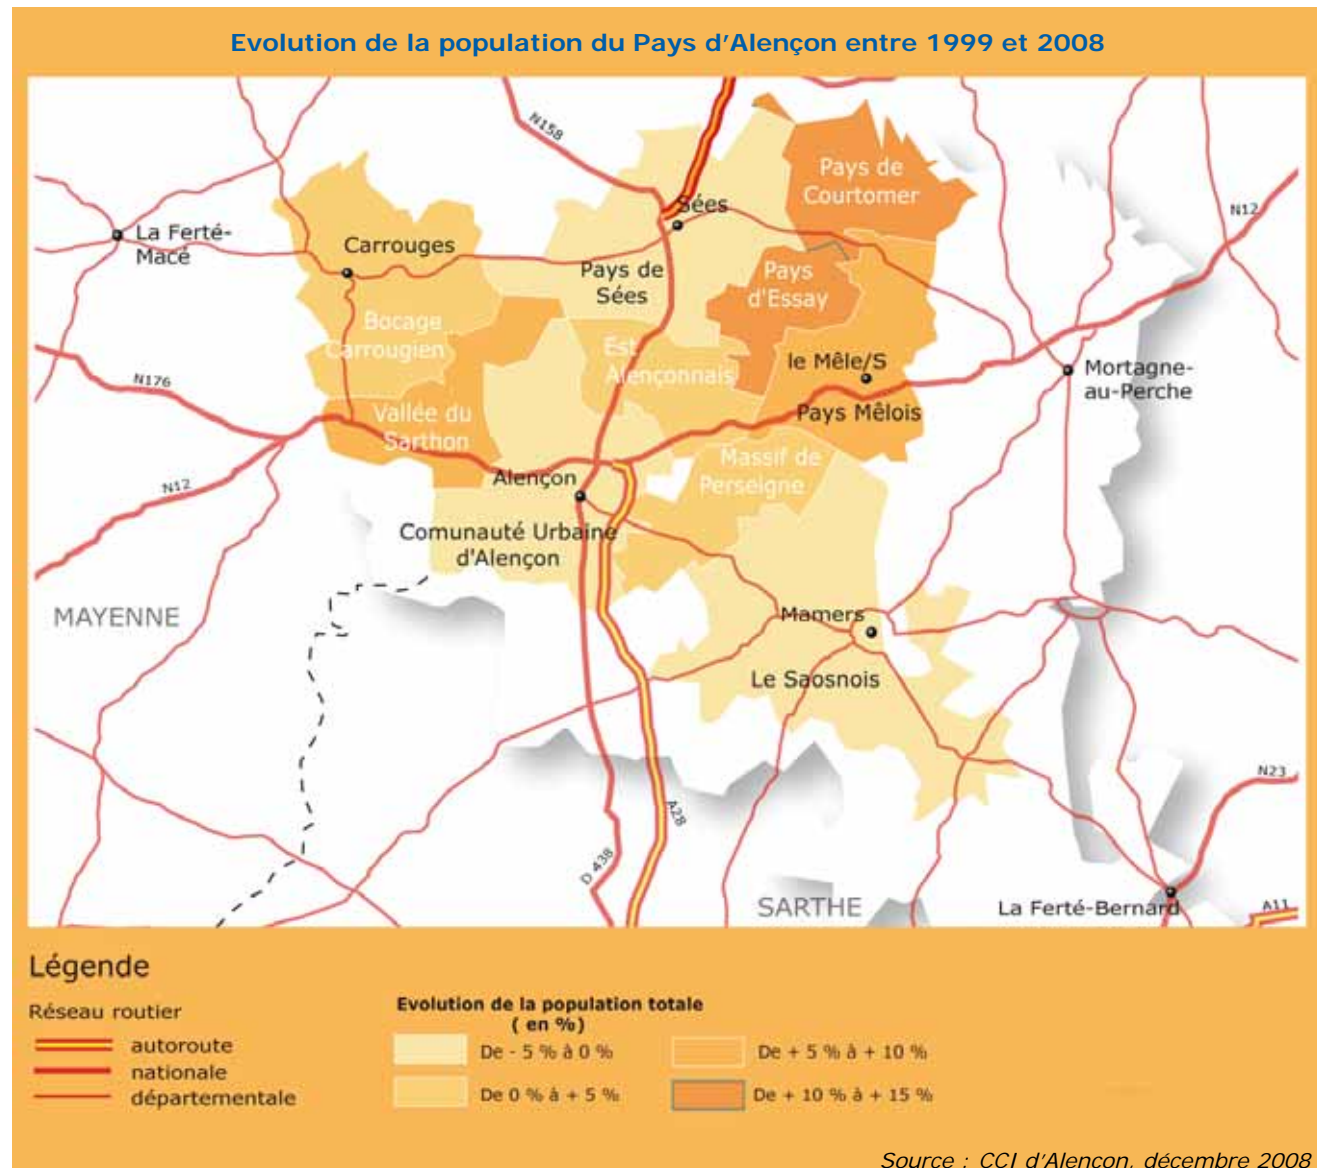 Evolution de la population du Pays d'Alençon entre 1999 et 2008
N158
Pays de
Courtomer
Sées
N12
La Ferté-
Macé
Carrouges
Pays de
Sées
Pays
d'Essay
Bocage
Carrougien
Est
Alençonnais
le Mêle/S
Mortagne-
au-Perche
N176
Vallée du
Sarthon
Pays Mêlois
Massif de
Perseigne
N12
Alençon
Comunauté Urbaine
d'Alençon
MAYENNE
Mamers
Le Saosnois
N23
A28
D 438
SARTHE
La Ferté-Bernard
A11
Légende
Réseau routier
autoroute
nationale
départementale
Evolution de la population totale
( en %)
De - 5 % à 0 %
De + 5 % à + 10 %
De 0 % à + 5 %
De + 10 % à + 15 %
Source : CCI d'Alençon, décembre 2008